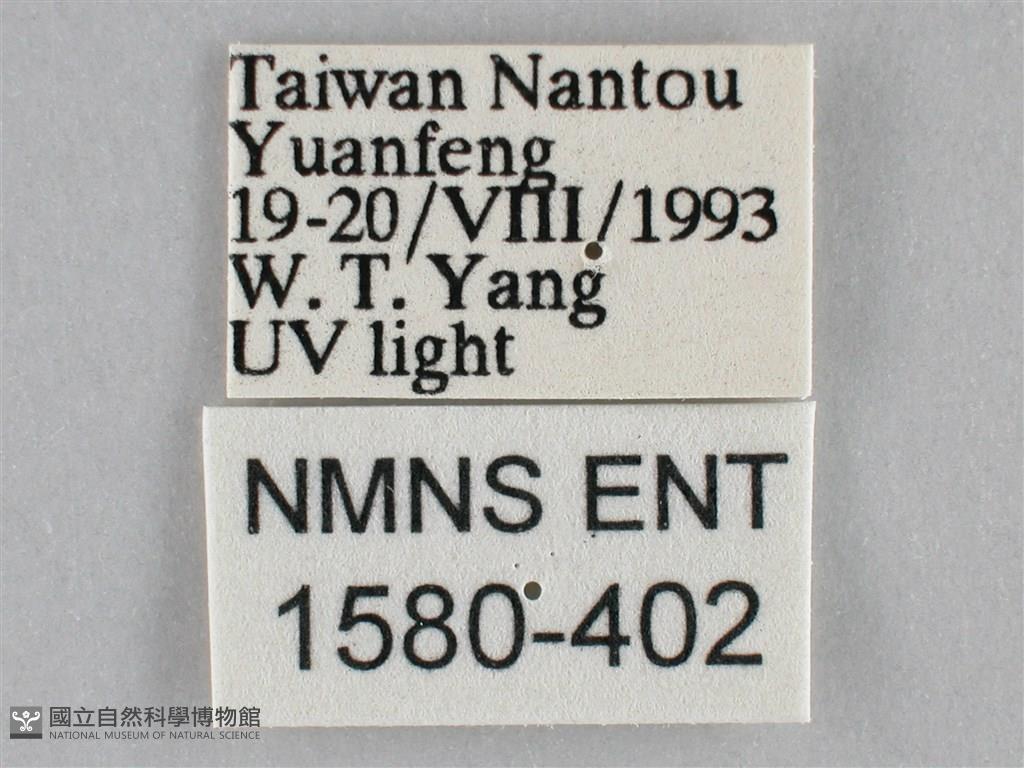 Taiwan Nantou
Yuanfeng
19-20/VIII/1993
W. T. Yang
UV light
NMNS ENT
1580-402
國立自然科學博物館
NATIONAL MUSEUM OF NATURAL SCIENCE